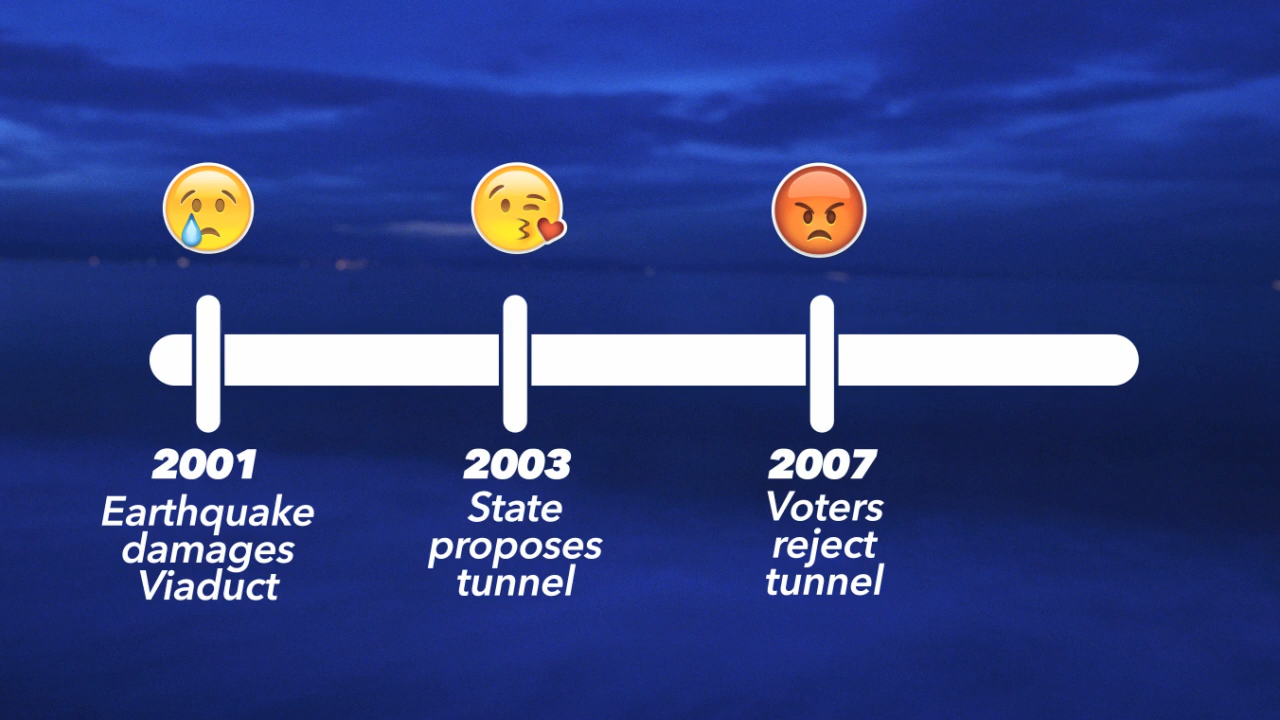 2001
Earthquake
damages
Viaduct
2003
State
proposes
tunnel
2007
Voters
reject
tunnel